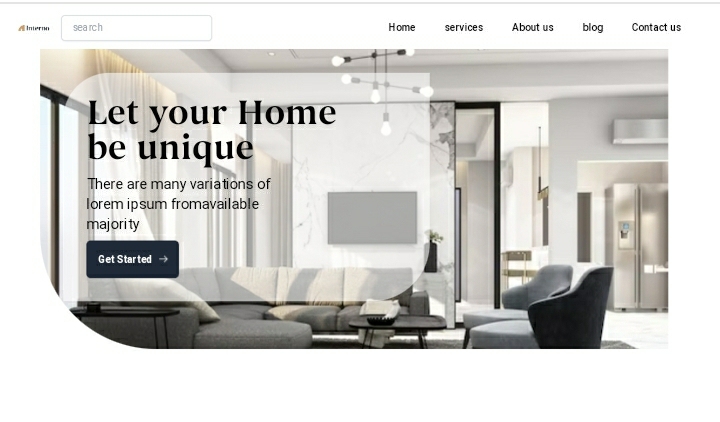 Interno
search
Home
services
About us
blog
Contact us
Let your Home
be unique
There are many variations of
lorem ipsum fromavailable
majority
Get Started